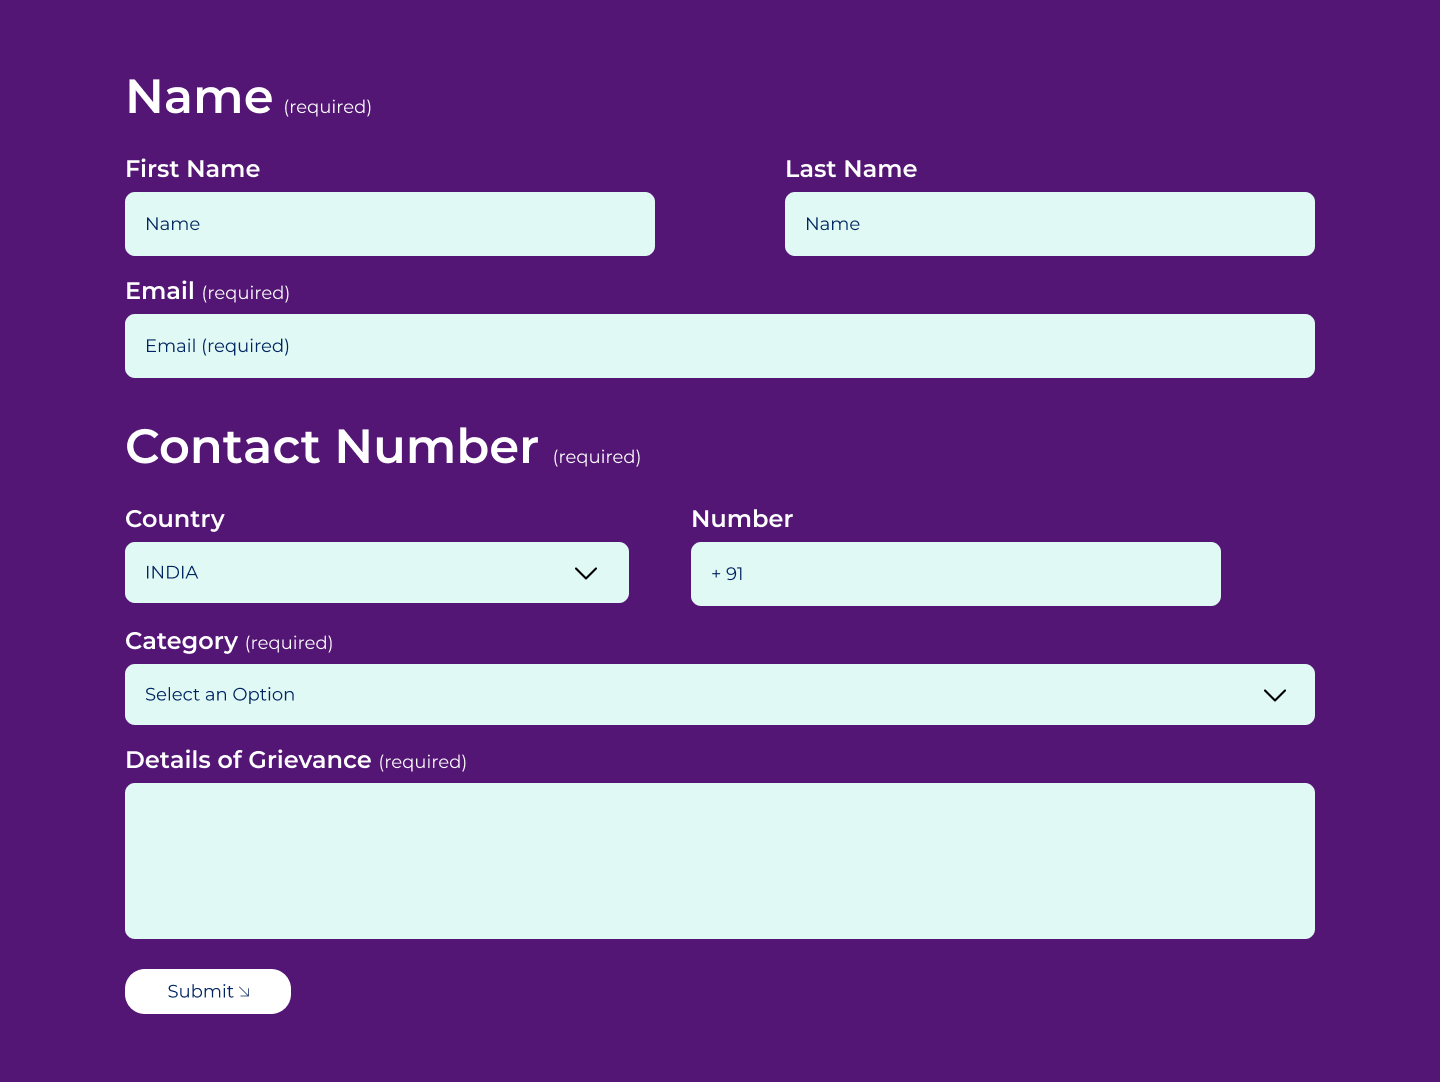 Name (required)
First Name Last Name
Name Name
Email (required)
Email (required)
Contact Number (required)
Country Number
INDIA + 91
Category (required)
Select an Option
Details of Grievance (required)
Submit